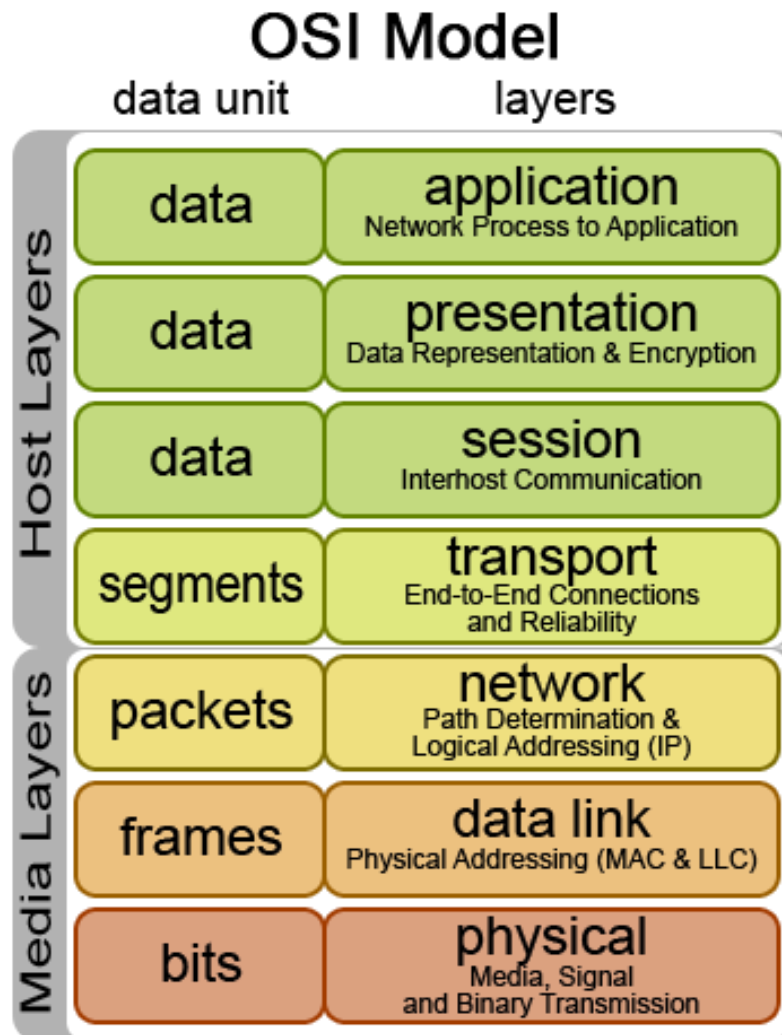 OSI Model
data unit layers
Host Layers
data application
Network Process to Application
data presentation
Data Representation & Encryption
data session
Interhost Communication
segments transport
End-to-End Connections
and Reliability
Media Layers
packets network
Path Determination &
Logical Addressing (IP)
frames data link
Physical Addressing (MAC & LLC)
bits physical
Media, Signal
and Binary Transmission